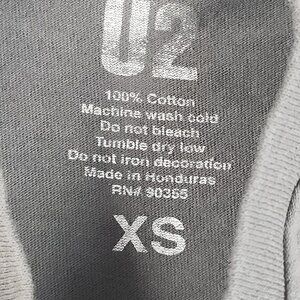 U2
100% Cotton
Machine wash cold
Do not bleach
Tumble dry low
Do not iron decoration
Made in Honduras
RN# 90355
XS